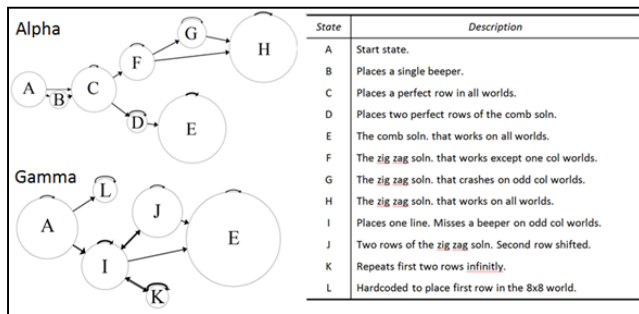 Alpha
A
B
C
F
G
H
D
E
Gamma
A
L
I
J
K
E
State Description
A Start state.
B Places a single beeper.
C Places a perfect row in all worlds.
D Places two perfect rows of the comb soln.
E The comb soln. that works on all worlds.
F The zig zag soln. that works except one col worlds.
G The zig zag soln. that crashes on odd col worlds.
H The zig zag soln. that works on all worlds.
I Places one line. Misses a beeper on odd col worlds.
J Two rows of the zig zag soln. Second row shifted.
K Repeats first two rows infinitly.
L Hardcoded to place first row in the 8x8 world.